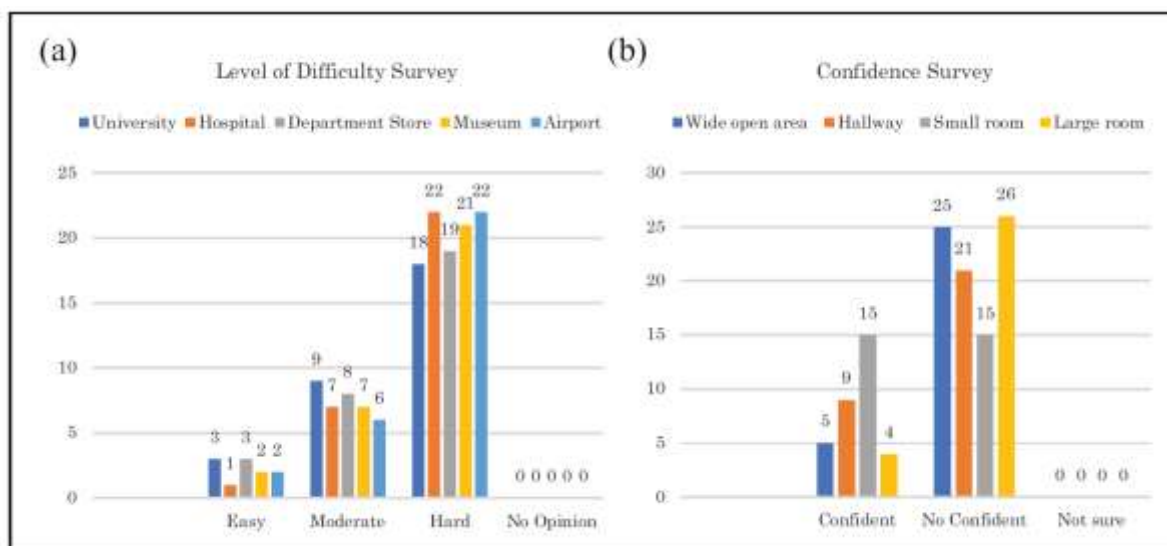 (a)
Level of Difficulty Survey
University Hospital Department Store Museum Airport
25
20
15
10
5
0
3 1 3 2 2
9 7 8 7 6
18 22 19 21 22
0 0 0 0 0
Easy Moderate Hard No Opinion
(b)
Confidence Survey
Wide open area Hallway Small room Large room
30
25
20
15
10
5
0
5 9 15 4
25 21 15 26
0 0 0 0
Confident No Confident Not sure